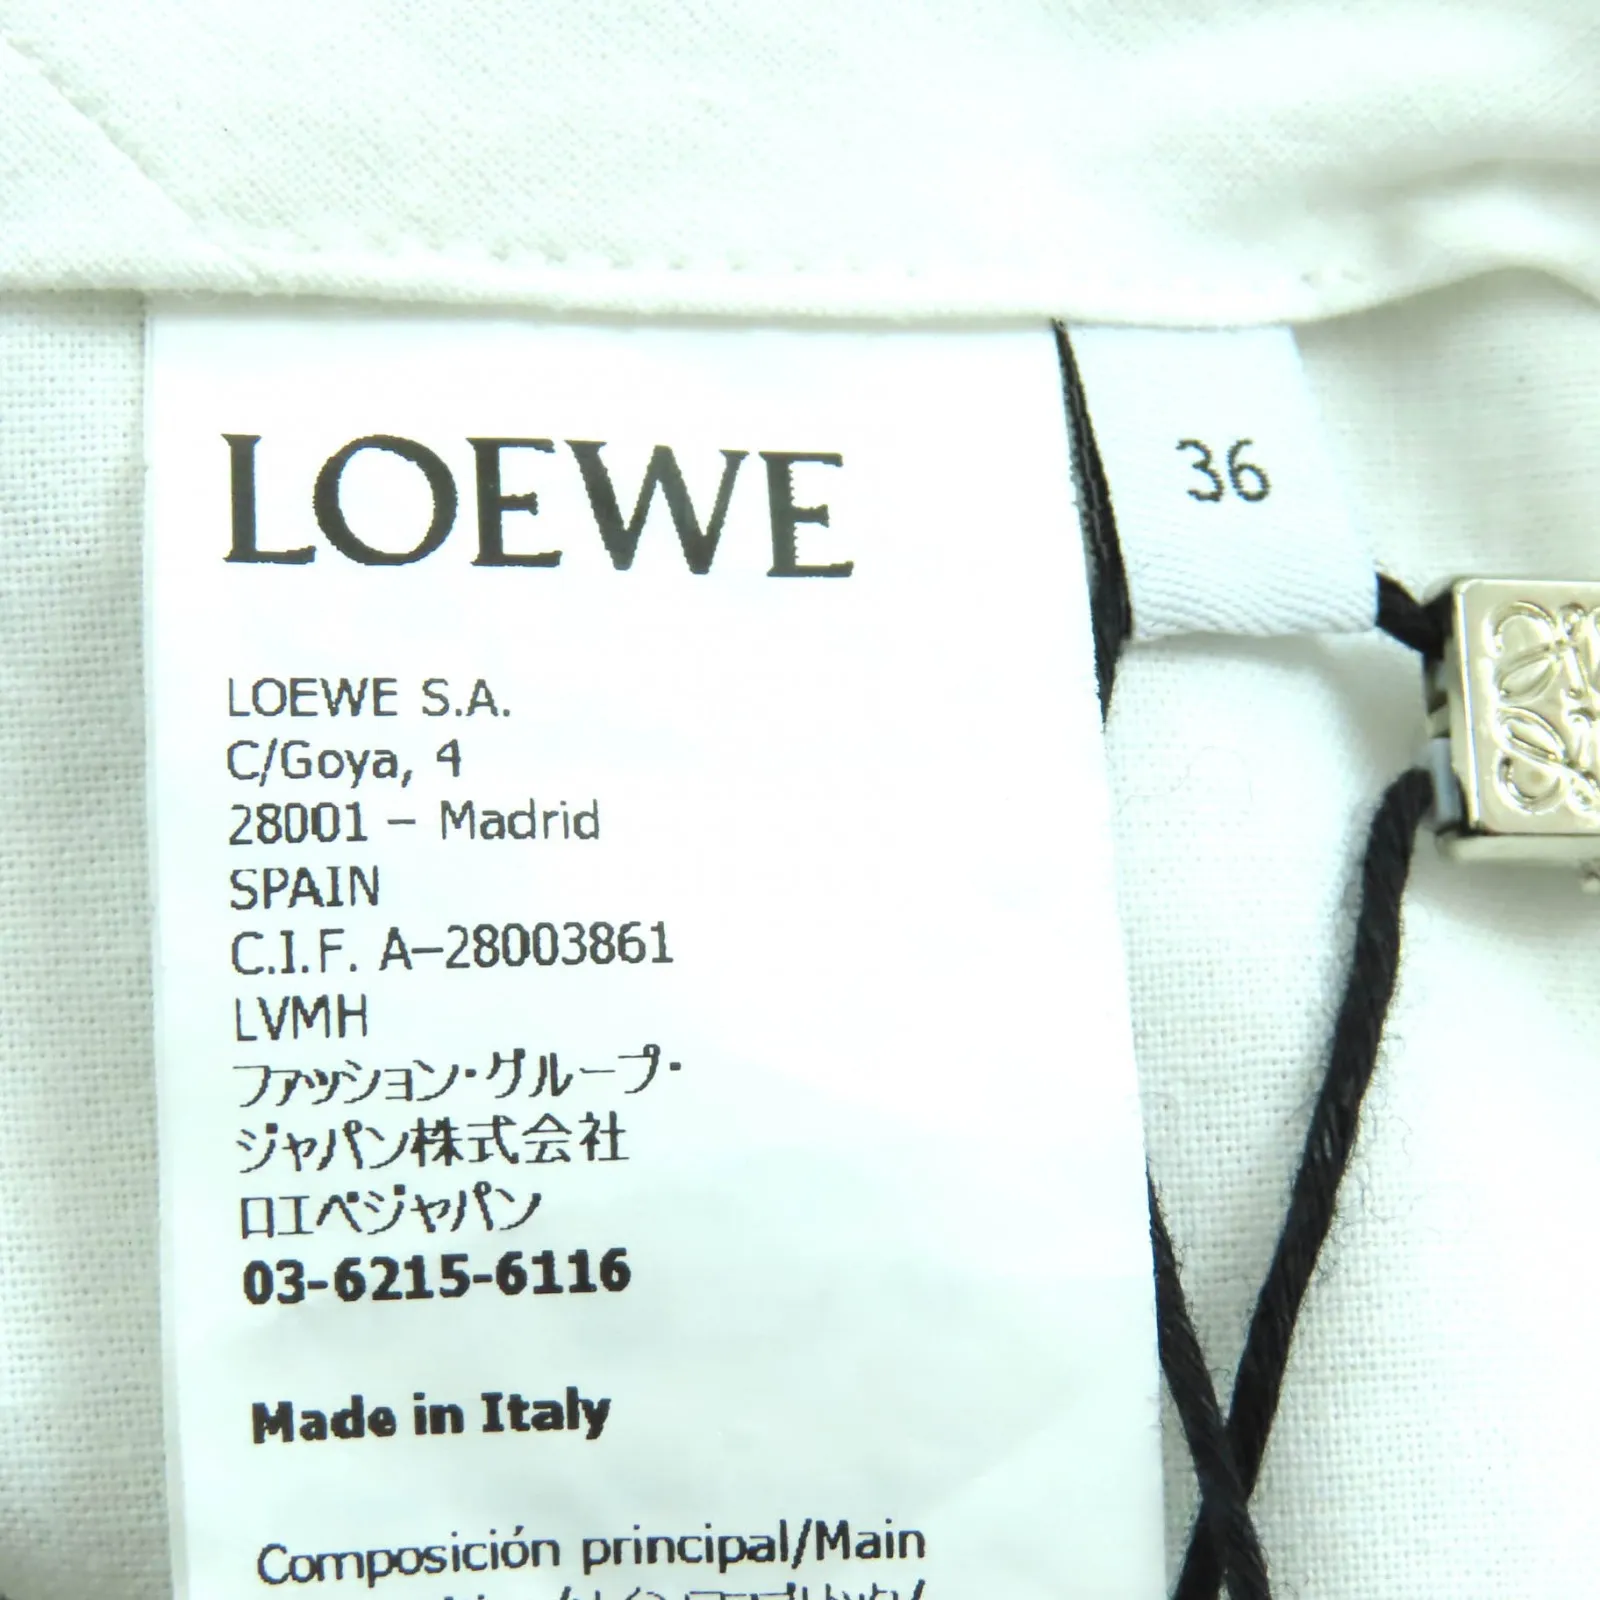 LOEWE
36
LOEWE S.A.
C/Goya, 4
28001 – Madrid
SPAIN
C.I.F. A–28003861
LVMH
ファッション・グループ・
ジャパン株式会社
ロエベジャパン
03-6215-6116
Made in Italy
Composición principal/Main